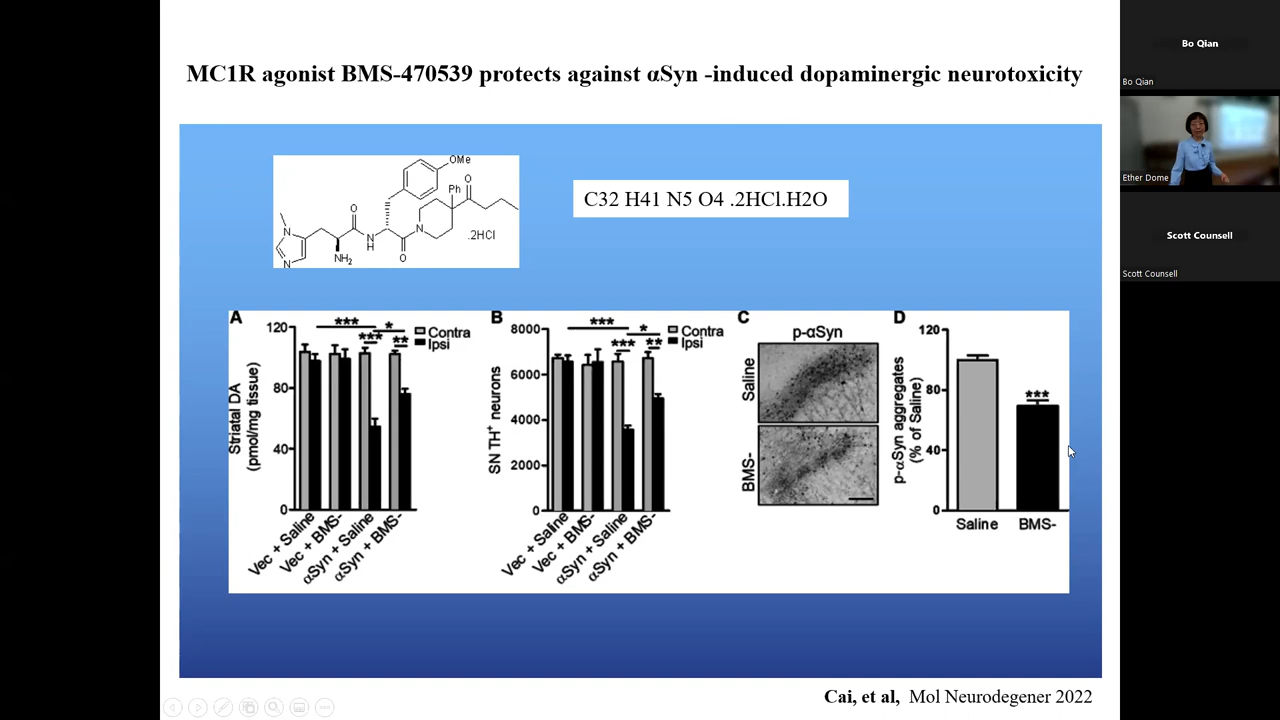 MC1R agonist BMS-470539 protects against αSyn -induced dopaminergic neurotoxicity
OMe
Ph
O
O
N
N
H
N
O
NH2
N
.2HCl
C32 H41 N5 O4 .2HCl.H2O
A
Striatal DA
(pmol/mg tissue)
120
80
40
0
***
*
***
**
Contra
Ipsi
Vec + Saline
Vec + BMS-
αSyn + Saline
αSyn + BMS-
B
SN TH+ neurons
8000
6000
4000
2000
0
***
*
***
**
Contra
Ipsi
Vec + Saline
Vec + BMS-
αSyn + Saline
αSyn + BMS-
C
p-αSyn
Saline
BMS-
D
p-αSyn aggregates
(% of Saline)
120
80
40
0
***
Saline
BMS-
Cai, et al, Mol Neurodegener 2022
Bo Qian
Bo Qian
Ether Dome
Scott Counsell
Scott Counsell